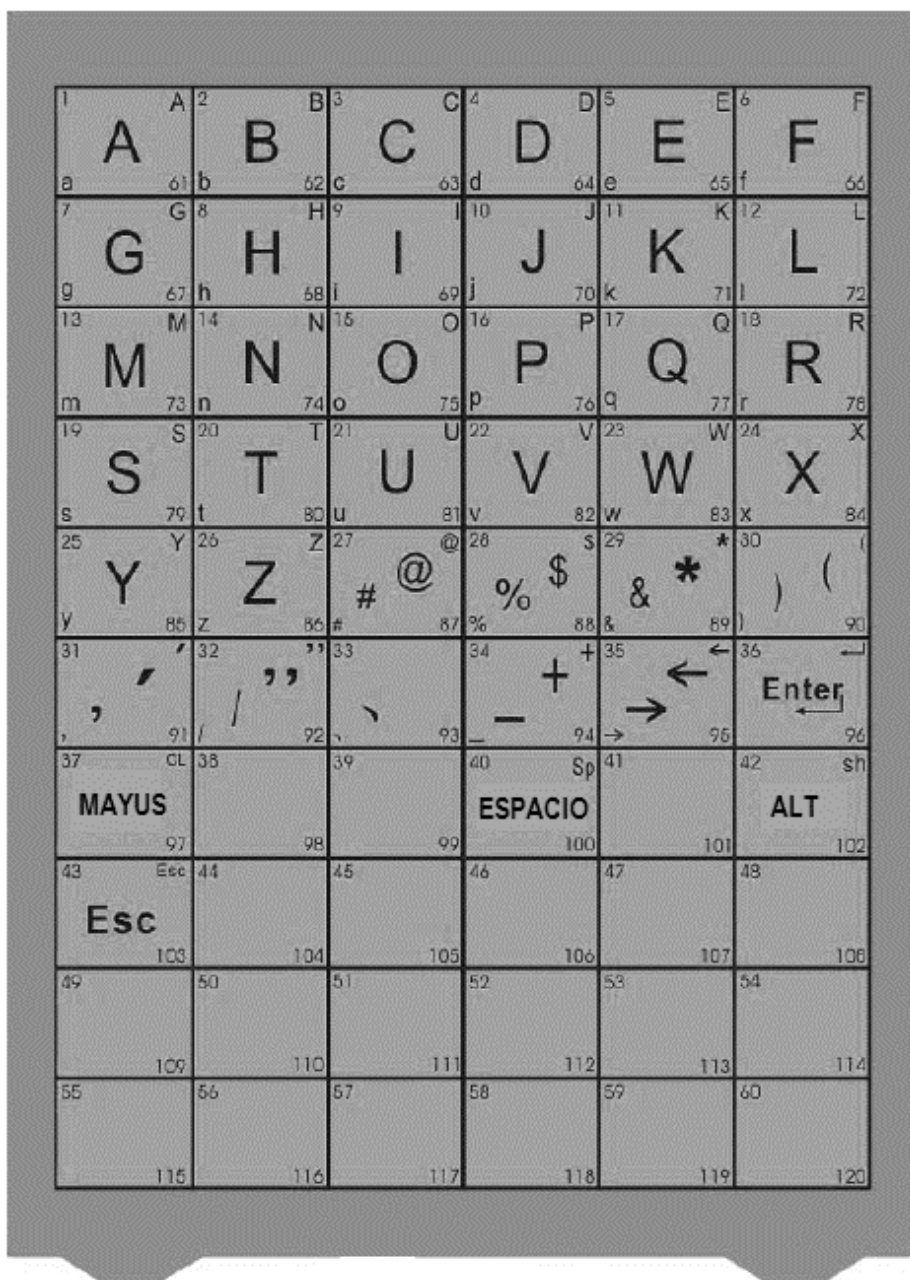 1 A 2 B 3 C 4 D 5 E 6 F
A B C D E F
a 61 b 62 c 63 d 64 e 65 f 66
7 G 8 H 9 I 10 J 11 K 12 L
G H I J K L
g 67 h 68 i 69 j 70 k 71 l 72
13 M 14 N 15 O 16 P 17 Q 18 R
M N O P Q R
m 73 n 74 o 75 p 76 q 77 r 78
19 S 20 T 21 U 22 V 23 W 24 X
S T U V W X
s 79 t 80 u 81 v 82 w 83 x 84
25 Y 26 Z 27 @ 28 $ 29 * 30 (
Y Z # @ % $ & * ) (
y 85 z 86 # 87 % 88 & 89 ) 90
31 ′ 32 ’’ 33 34 + 35 ← 36 ↵
, ′ / ’’ ` _ + → ← Enter ↵
, 91 / 92 ` 93 _ 94 → 95 96
37 CL 38 39 40 Sp 41 42 sh
MAYUS ESPACIO ALT
97 98 99 100 101 102
43 Esc 44 45 46 47 48
Esc
103 104 105 106 107 108
49 50 51 52 53 54
109 110 111 112 113 114
55 56 57 58 59 60
115 116 117 118 119 120